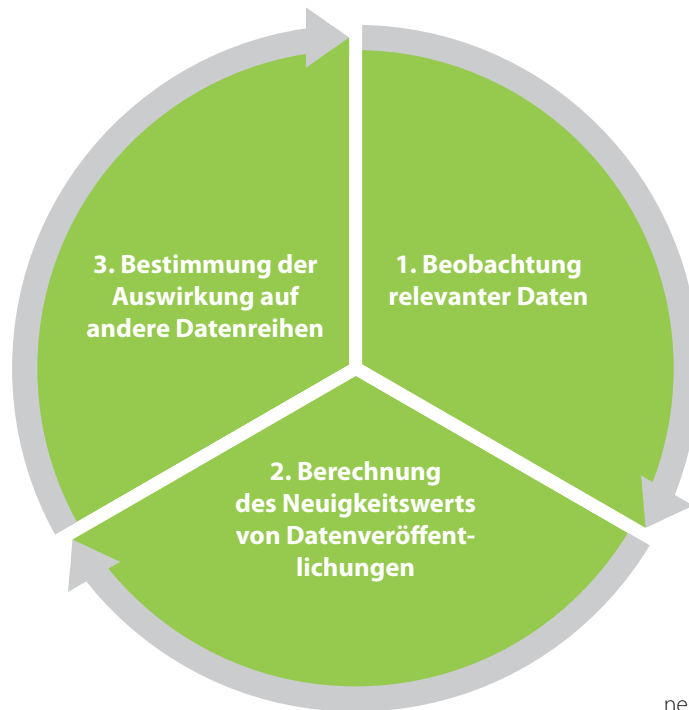 1. Beobachtung
relevanter Daten
2. Berechnung
des Neuigkeitswerts
von Datenveröffent-
lichungen
3. Bestimmung der
Auswirkung auf
andere Datenreihen
ne